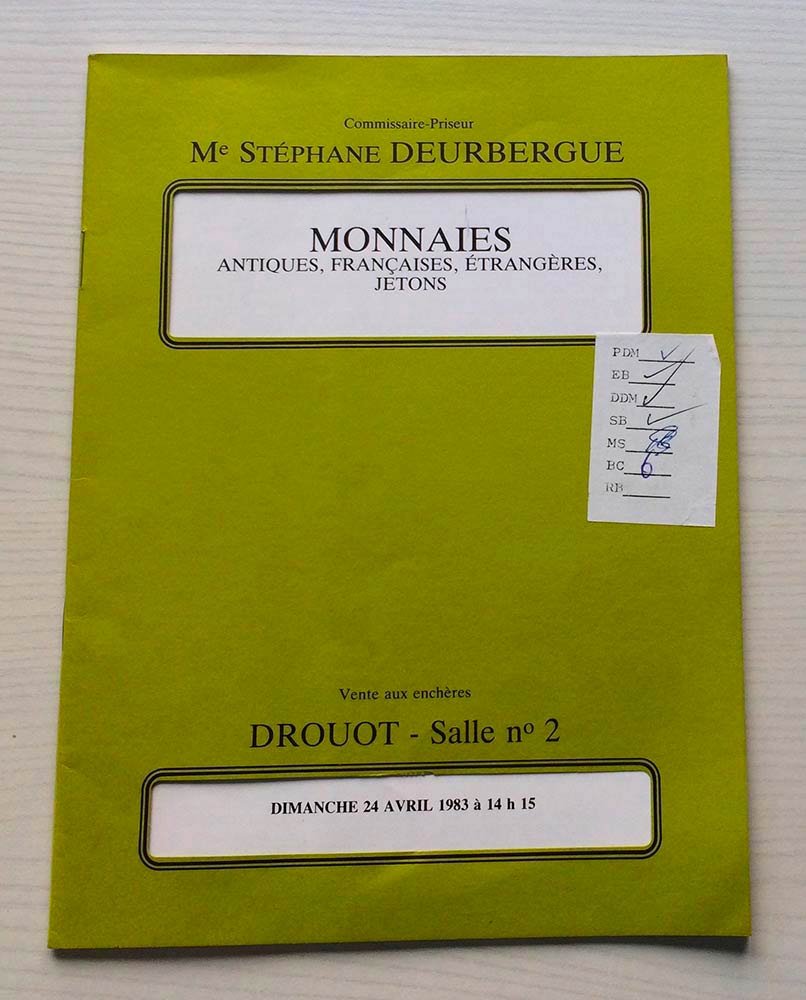 Commissaire-Priseur
Me STÉPHANE DEURBERGUE
MONNAIES
ANTIQUES, FRANÇAISES, ÉTRANGÈRES,
JETONS
PDM
EB
DDM
SB
MS
BC
RB
Vente aux enchères
DROUOT - Salle no 2
DIMANCHE 24 AVRIL 1983 à 14 h 15